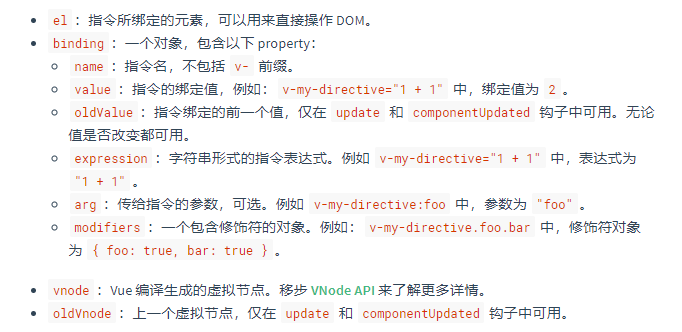 el：指令所绑定的元素，可以用来直接操作 DOM。
binding：一个对象，包含以下 property：
name：指令名，不包括 v- 前缀。
value：指令的绑定值，例如：v-my-directive="1 + 1" 中，绑定值为 2。
oldValue：指令绑定的前一个值，仅在 update 和 componentUpdated 钩子中可用。无论
值是否改变都可用。
expression：字符串形式的指令表达式。例如 v-my-directive="1 + 1" 中，表达式为
"1 + 1"。
arg：传给指令的参数，可选。例如 v-my-directive:foo 中，参数为 "foo"。
modifiers：一个包含修饰符的对象。例如：v-my-directive.foo.bar 中，修饰符对象
为 { foo: true, bar: true }。
vnode：Vue 编译生成的虚拟节点。移步 VNode API 来了解更多详情。
oldVnode：上一个虚拟节点，仅在 update 和 componentUpdated 钩子中可用。